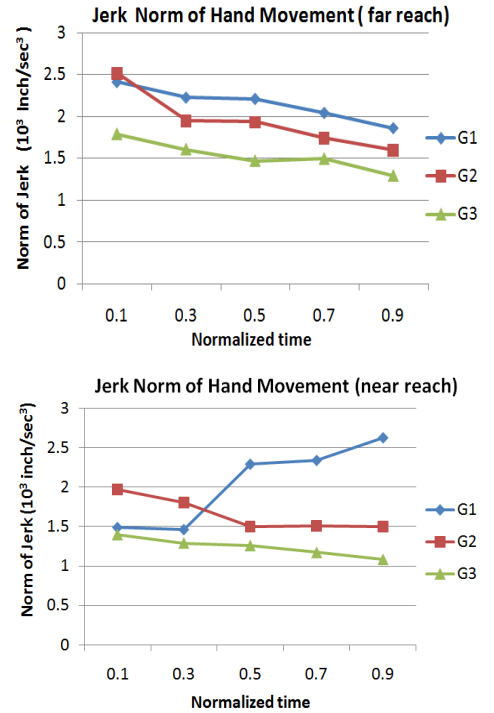 Jerk Norm of Hand Movement ( far reach)
Norm of Jerk (10³ Inch/sec³ )
3
2.5
2
1.5
1
0.5
0
0.1 0.3 0.5 0.7 0.9
Normalized time
G1
G2
G3
Jerk Norm of Hand Movement (near reach)
Norm of Jerk (10³ inch/sec³)
3
2.5
2
1.5
1
0.5
0
0.1 0.3 0.5 0.7 0.9
Normalized time
G1
G2
G3